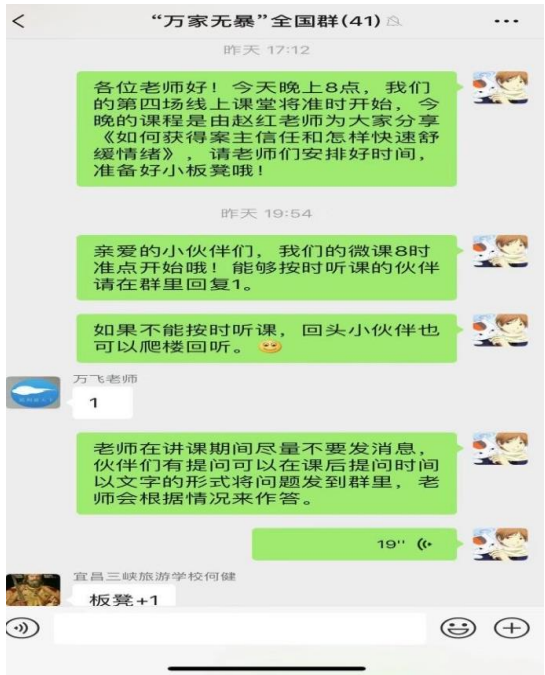 “万家无暴”全国群(41)
昨天 17:12
各位老师好！今天晚上8点，我们
的第四场线上课堂将准时开始，今
晚的课程是由赵红老师为大家分享
《如何获得案主信任和怎样快速舒
缓情绪》，请老师们安排好时间，
准备好小板凳哦！
昨天 19:54
亲爱的小伙伴们，我们的微课8时
准点开始哦！能够按时听课的伙伴
请在群里回复1。
如果不能按时听课，回头小伙伴也
可以爬楼回听。
万飞老师
1
老师在讲课期间尽量不要发消息，
伙伴们有提问可以在课后提问时间
以文字的形式将问题发到群里，老
师会根据情况来作答。
19''
宜昌三峡旅游学校何健
板凳+1